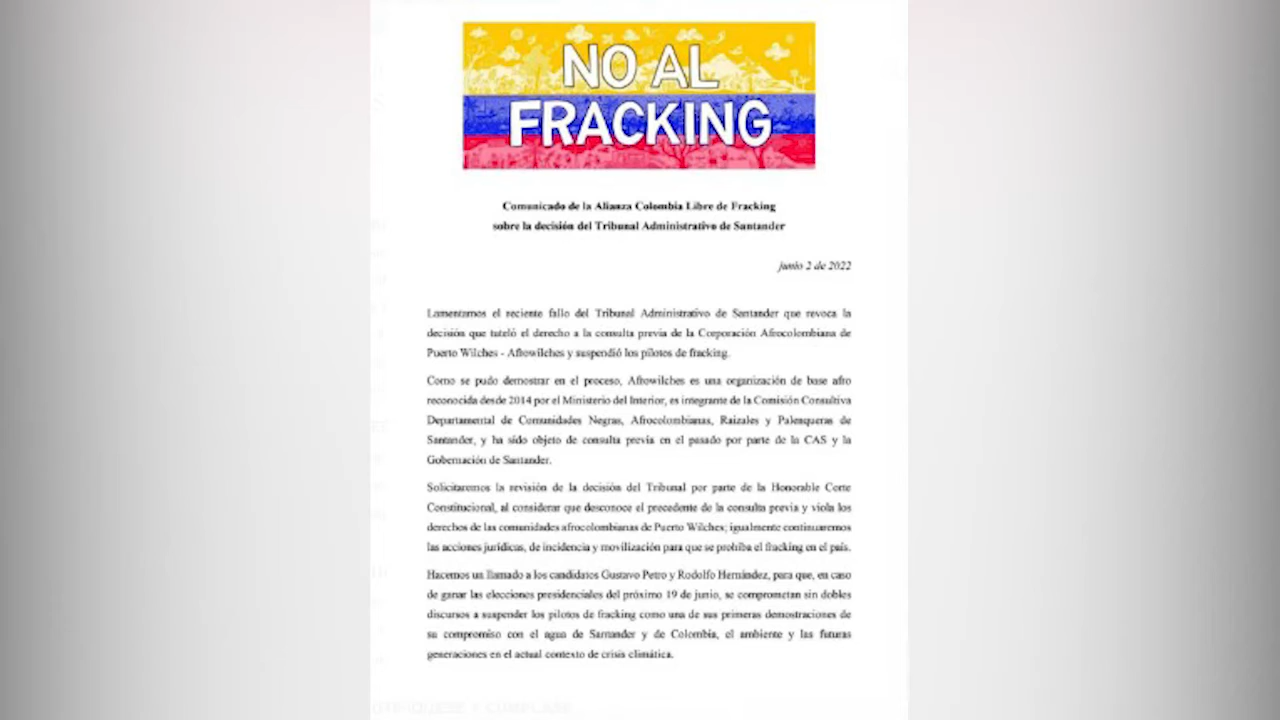 NO AL
FRACKING
Comunicado de la Alianza Colombia Libre de Fracking
sobre la decisión del Tribunal Administrativo de Santander
junio 2 de 2022
Lamentamos el reciente fallo del Tribunal Administrativo de Santander que revoca la
decisión que tuteló el derecho a la consulta previa de la Corporación Afrocolombiana de
Puerto Wilches - Afrowilches y suspendió los pilotos de fracking.
Como se pudo demostrar en el proceso, Afrowilches es una organización de base afro
reconocida desde 2014 por el Ministerio del Interior, es integrante de la Comisión Consultiva
Departamental de Comunidades Negras, Afrocolombianas, Raizales y Palenqueras de
Santander, y ha sido objeto de consulta previa en el pasado por parte de la CAS y la
Gobernación de Santander.
Solicitaremos la revisión de la decisión del Tribunal por parte de la Honorable Corte
Constitucional, al considerar que desconoce el precedente de la consulta previa y viola los
derechos de las comunidades afrocolombianas de Puerto Wilches; igualmente continuaremos
las acciones jurídicas, de incidencia y movilización para que se prohíba el fracking en el país.
Hacemos un llamado a los candidatos Gustavo Petro y Rodolfo Hernández, para que, en caso
de ganar las elecciones presidenciales del próximo 19 de junio, se comprometan sin dobles
discursos a suspender los pilotos de fracking como una de sus primeras demostraciones de
su compromiso con el agua de Santander y de Colombia, el ambiente y las futuras
generaciones en el actual contexto de crisis climática.